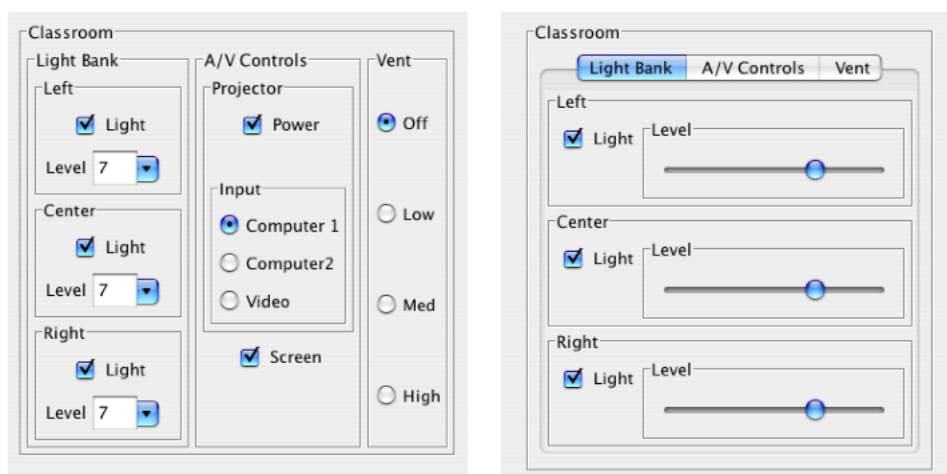 Classroom
Light Bank
Left
Light
Level 7
Center
Light
Level 7
Right
Light
Level 7
A/V Controls
Projector
Power
Input
Computer 1
Computer2
Video
Screen
Vent
Off
Low
Med
High
Classroom
Light Bank A/V Controls Vent
Left
Light Level
Center
Light Level
Right
Light Level